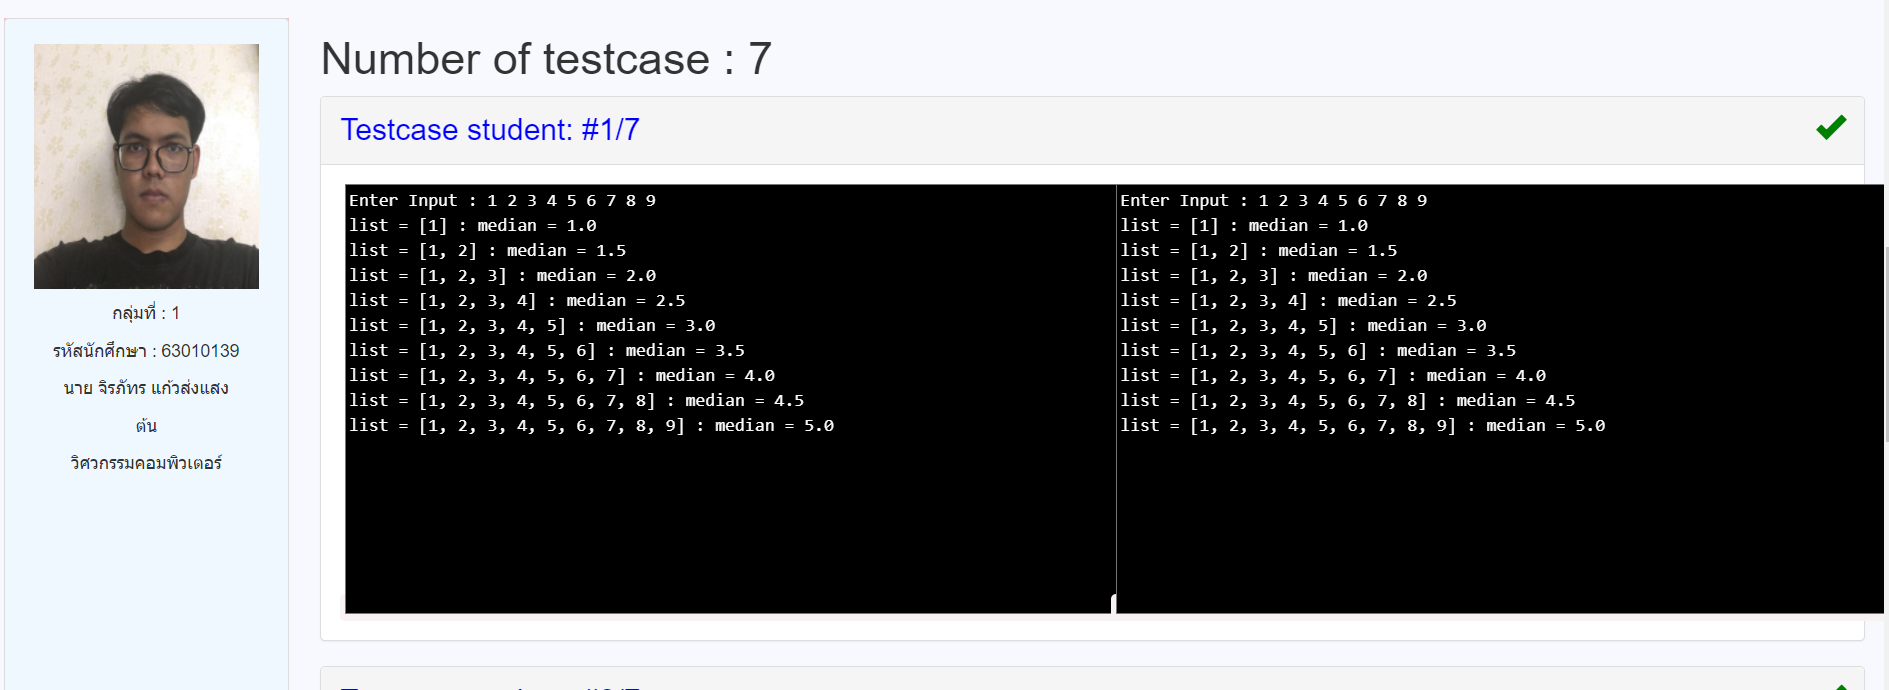 กลุ่มที่ : 1
รหัสนักศึกษา : 63010139
นาย จิรภัทร แก้วส่งแสง
ต้น
วิศวกรรมคอมพิวเตอร์
Number of testcase : 7
Testcase student: #1/7
Enter Input : 1 2 3 4 5 6 7 8 9
list = [1] : median = 1.0
list = [1, 2] : median = 1.5
list = [1, 2, 3] : median = 2.0
list = [1, 2, 3, 4] : median = 2.5
list = [1, 2, 3, 4, 5] : median = 3.0
list = [1, 2, 3, 4, 5, 6] : median = 3.5
list = [1, 2, 3, 4, 5, 6, 7] : median = 4.0
list = [1, 2, 3, 4, 5, 6, 7, 8] : median = 4.5
list = [1, 2, 3, 4, 5, 6, 7, 8, 9] : median = 5.0
Enter Input : 1 2 3 4 5 6 7 8 9
list = [1] : median = 1.0
list = [1, 2] : median = 1.5
list = [1, 2, 3] : median = 2.0
list = [1, 2, 3, 4] : median = 2.5
list = [1, 2, 3, 4, 5] : median = 3.0
list = [1, 2, 3, 4, 5, 6] : median = 3.5
list = [1, 2, 3, 4, 5, 6, 7] : median = 4.0
list = [1, 2, 3, 4, 5, 6, 7, 8] : median = 4.5
list = [1, 2, 3, 4, 5, 6, 7, 8, 9] : median = 5.0